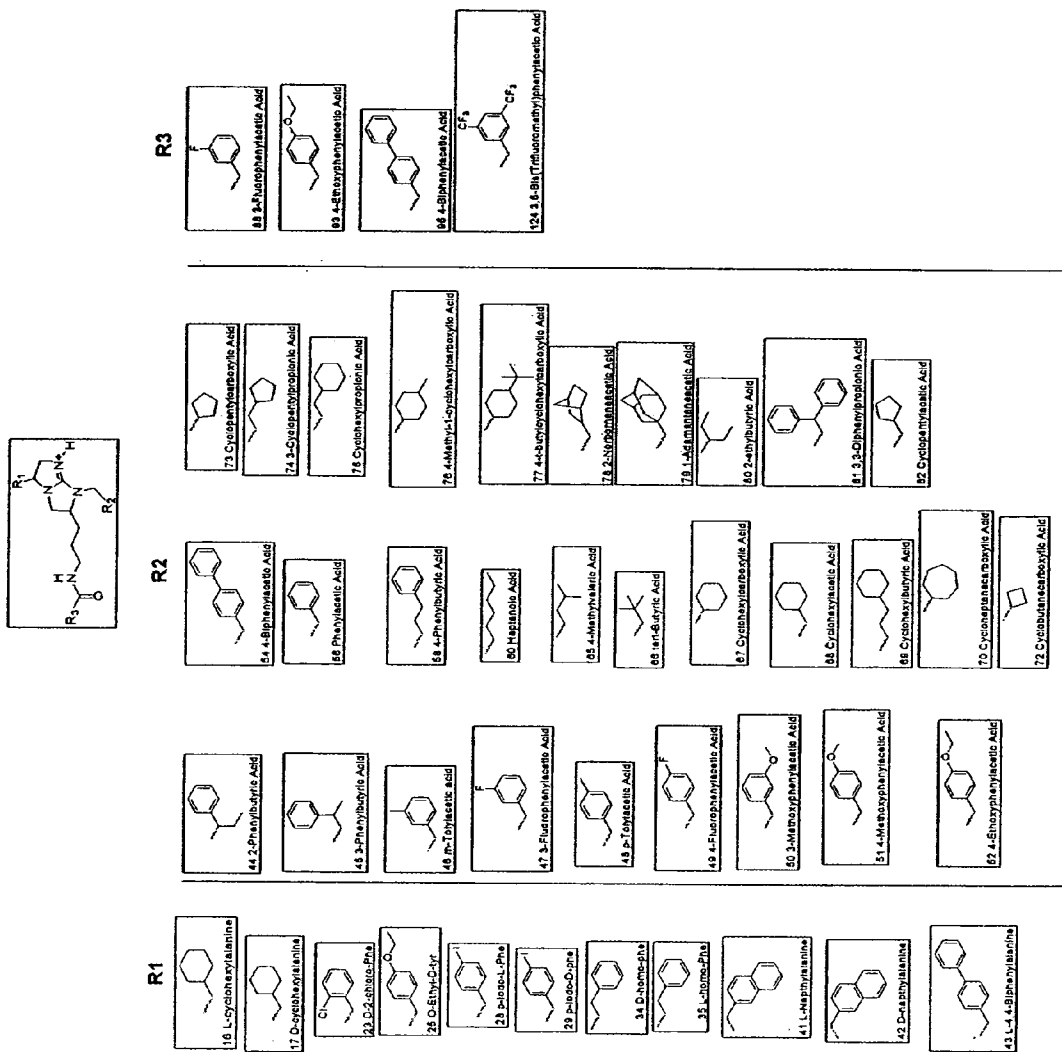 R1
N
N
N+
H
N
R2
H
N
R3
O
R1
16 L-cyclohexylalanine
17 D-cyclohexylalanine
Cl
23 D-2-chloro-Phe
O
O-Ethyl-D-tyr
I
28 p-iodo-L-Phe
I
29 p-iodo-D-phe
34 D-homo-phe
35 L-homo-Phe
41 L-Napthylalanine
42 D-napthylalanine
43 L-4,4-Biphenylalanine
R2
44 2-Phenylbutyric Acid
45 3-Phenylbutyric Acid
46 m-Tolylacetic acid
F
47 3-Fludrophenylacetic Acid
48 p-Tolylacetic Acid
F
49 4-Fluorophenylacetic Acid
O
50 3-Methoxyphenylacetic Acid
O
51 4-Methoxyphenylacetic Acid
O
52 4-Ethoxyphenylacetic Acid
54 4-Biphenylacetic Acid
56 Phenylacetic Acid
58 4-Phenylbutyric Acid
60 Heptanoic Acid
65 4-Methylvaleric Acid
66 tert-Butyric Acid
67 Cyclohexylcarboxylic Acid
68 Cyclohexylacetic Acid
69 Cyclohexylbutyric Acid
70 Cycloheptanecarboxylic Acid
72 Cyclobutanecarboxylic Acid
73 Cyclopentylcarboxylic Acid
74 3-Cyclopentylpropionic Acid
75 Cyclohexylpropionic Acid
76 4-Methyl-1-cyclohexylcarboxylic Acid
77 4-t-butylcyclohexylcarboxylic Acid
78 2-Norbornaneacetic Acid
79 1-Adamantaneacetic Acid
80 2-ethylbutyric Acid
81 3,3-Diphenylpropionic Acid
82 Cyclopentylacetic Acid
R3
F
88 3-Fluorophenylacetic Acid
O
93 4-Ethoxyphenylacetic Acid
96 4-Biphenylacetic Acid
CF3
CF3
124 3,5-Bis(Trifluoromethyl)phenylacetic Acid